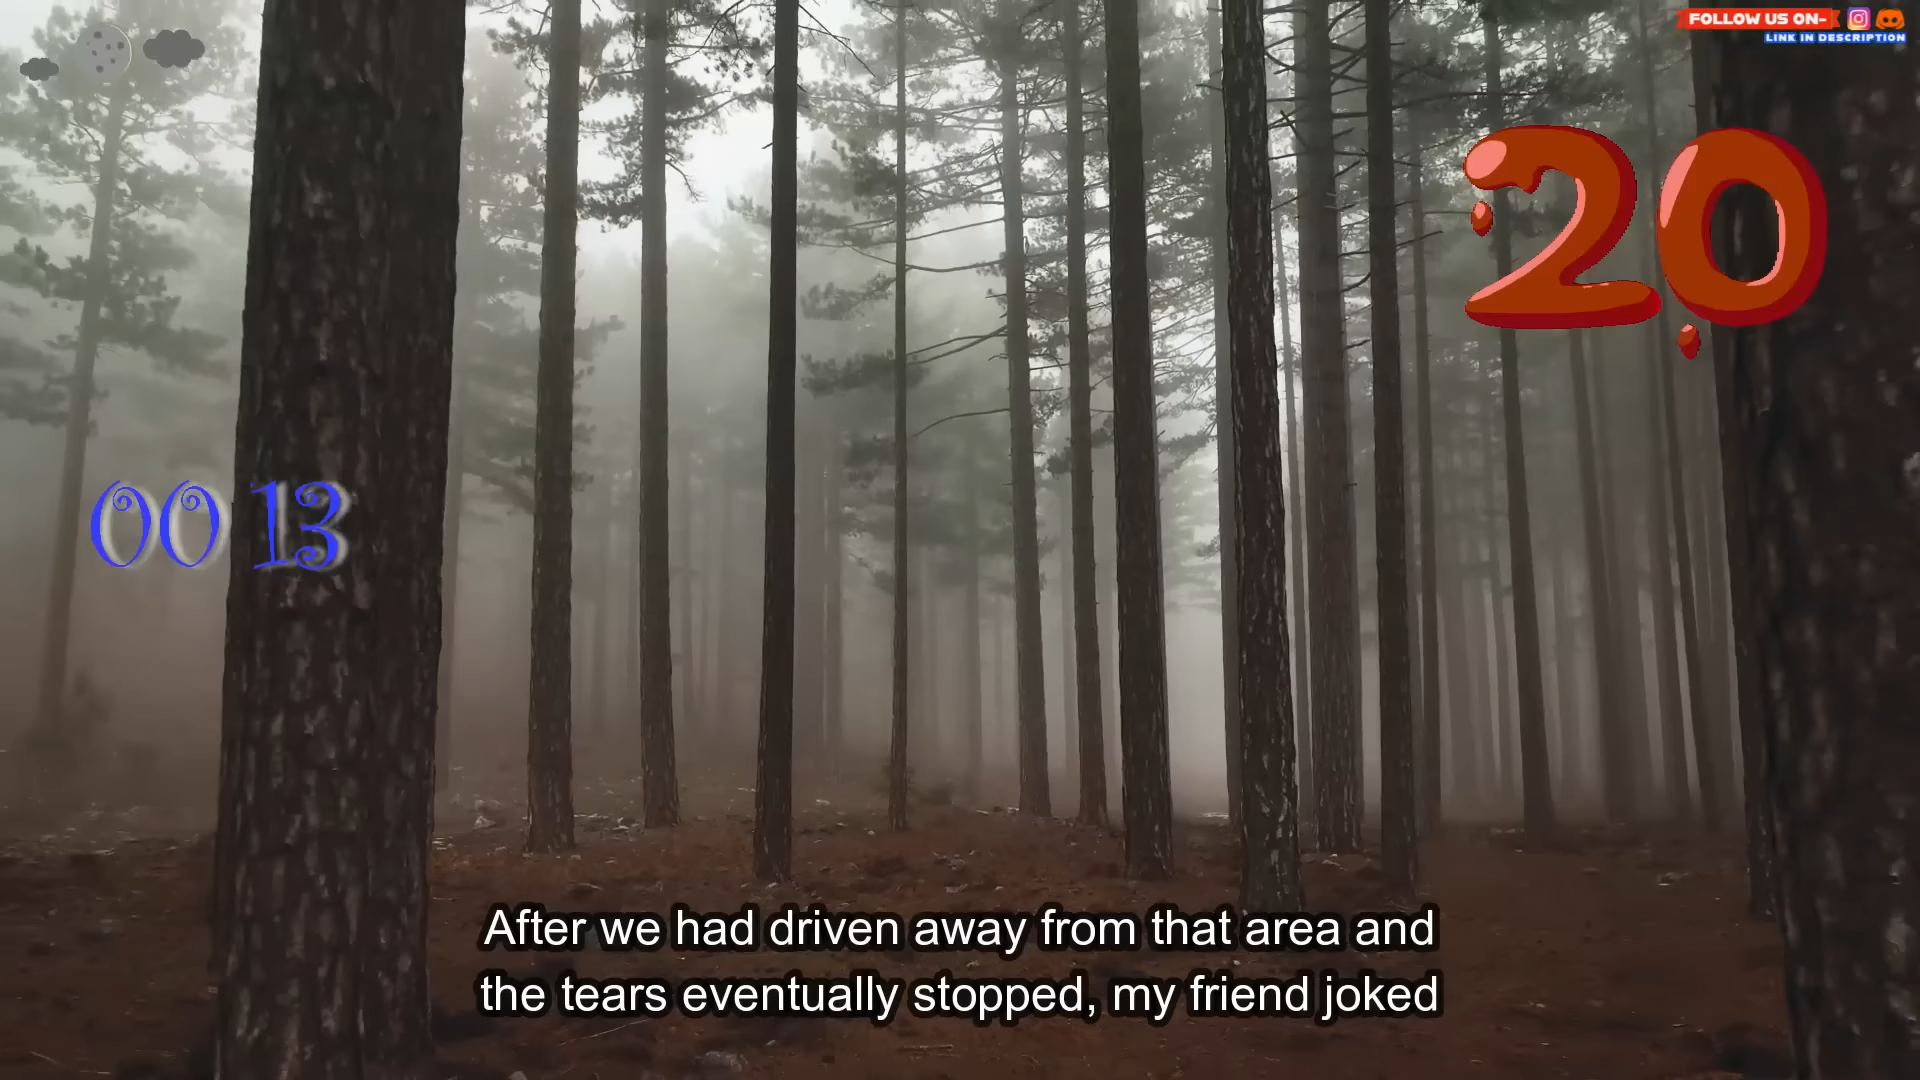 FOLLOW US ON-
LINK IN DESCRIPTION
20
00 13
After we had driven away from that area and
the tears eventually stopped, my friend joked